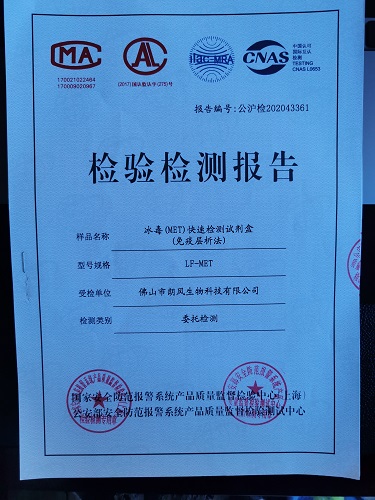 MA
170021022464
170009020967
CAL
(2017)国认监认字(275)号
ilac-MRA
CNAS
中国认可
国际互认
检测
TESTING
CNAS L0653
报告编号:公沪检202043361
检验检测报告
样品名称 冰毒(MET)快速检测试剂盒
(免疫层析法)
型号规格 LF-MET
受检单位 佛山市朗风生物科技有限公司
检测类别 委托检测
国家安全防范报警系统产品质量监督检验中心(上海)
公安部安全防范报警系统产品质量监督检验测试中心